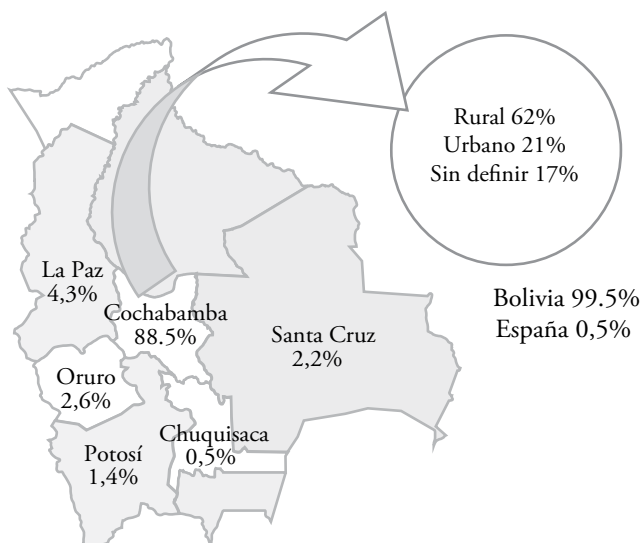 Rural 62%
Urbano 21%
Sin definir 17%
La Paz
4,3%
Cochabamba
88.5%
Santa Cruz
2,2%
Bolivia 99.5%
España 0,5%
Oruro
2,6%
Chuquisaca
0,5%
Potosí
1,4%